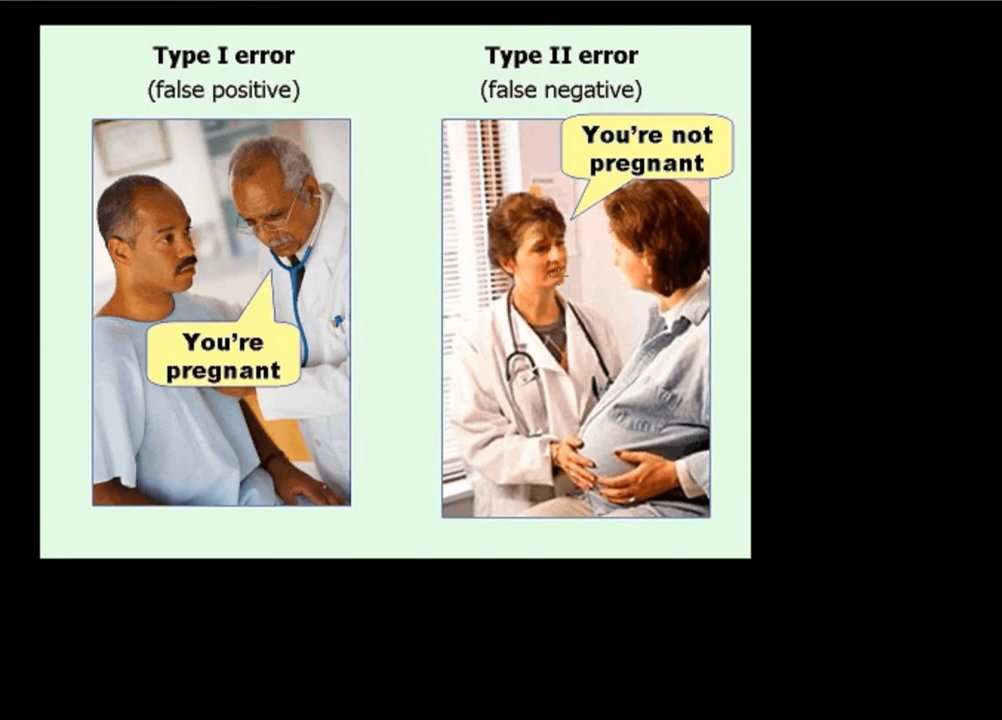 Type I error
(false positive)
You're
pregnant
Type II error
(false negative)
You're not
pregnant